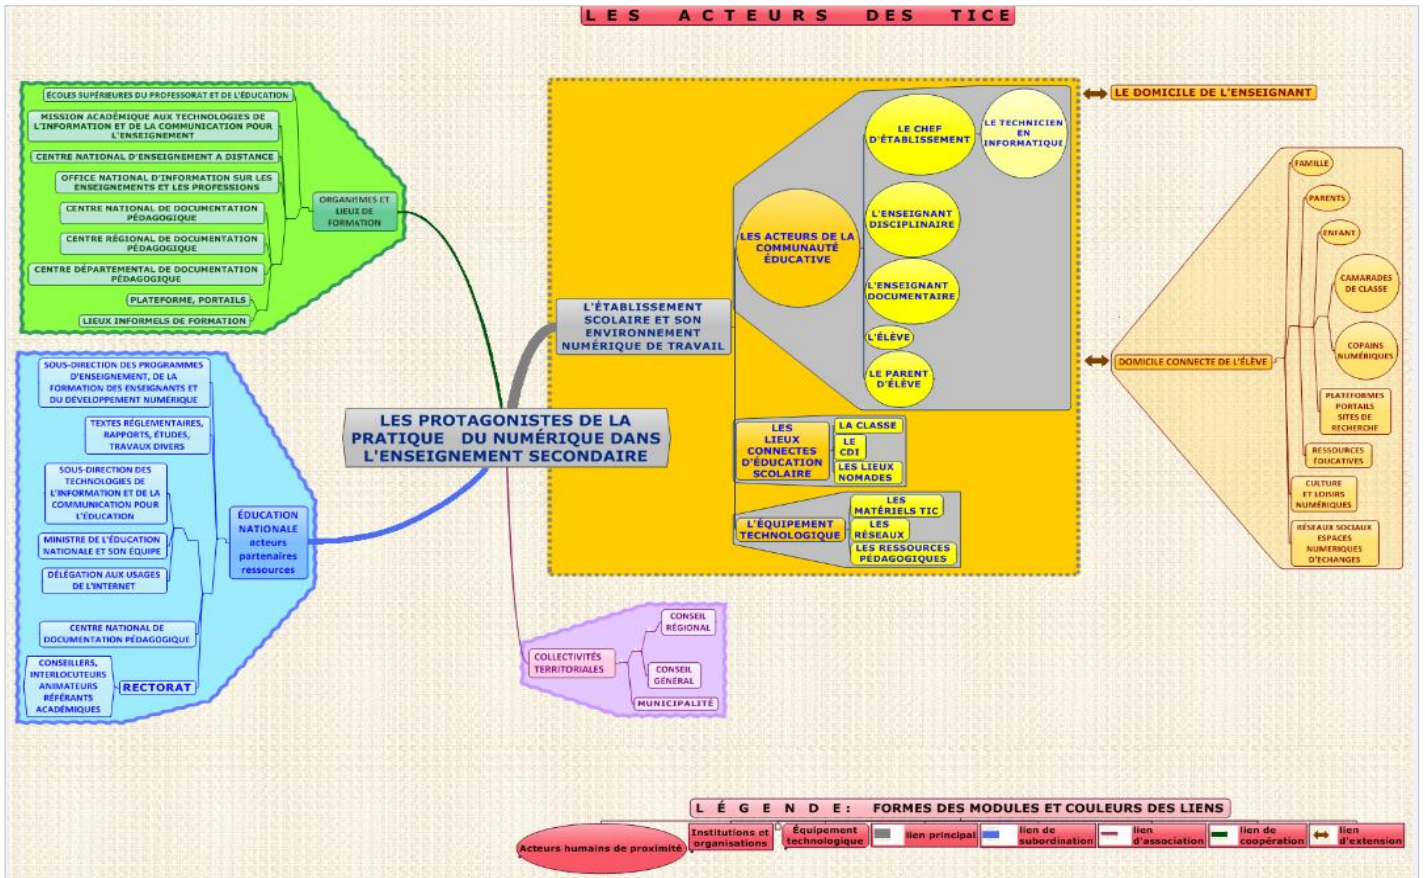 LES ACTEURS DES TICE
ÉCOLES SUPÉRIEURES DU PROFESSORAT ET DE L'ÉDUCATION
MISSION ACADÉMIQUE AUX TECHNOLOGIES DE
L'INFORMATION ET DE LA COMMUNICATION POUR
L'ENSEIGNEMENT
CENTRE NATIONAL D'ENSEIGNEMENT A DISTANCE
OFFICE NATIONAL D'INFORMATION SUR LES
ENSEIGNEMENTS ET LES PROFESSIONS
CENTRE NATIONAL DE DOCUMENTATION
PÉDAGOGIQUE
CENTRE RÉGIONAL DE DOCUMENTATION
PÉDAGOGIQUE
CENTRE DÉPARTEMENTAL DE DOCUMENTATION
PÉDAGOGIQUE
PLATEFORME, PORTAILS
LIEUX INFORMELS DE FORMATION
ORGANISMES ET
LIEUX DE
FORMATION
SOUS-DIRECTION DES PROGRAMMES
D'ENSEIGNEMENT, DE LA
FORMATION DES ENSEIGNANTS ET
DU DÉVELOPPEMENT NUMÉRIQUE
TEXTES RÉGLEMENTAIRES,
RAPPORTS, ÉTUDES,
TRAVAUX DIVERS
SOUS-DIRECTION DES
TECHNOLOGIES DE
L'INFORMATION ET DE LA
COMMUNICATION POUR
L'ÉDUCATION
MINISTRE DE L'ÉDUCATION
NATIONALE ET SON ÉQUIPE
DÉLÉGATION AUX USAGES
DE L'INTERNET
CENTRE NATIONAL DE
DOCUMENTATION PÉDAGOGIQUE
CONSEILLERS,
INTERLOCUTEURS
ANIMATEURS
RÉFÉRANTS
ACADÉMIQUES
RECTORAT
ÉDUCATION
NATIONALE
acteurs
partenaires
ressources
LES PROTAGONISTES DE LA
PRATIQUE DU NUMÉRIQUE DANS
L'ENSEIGNEMENT SECONDAIRE
L'ÉTABLISSEMENT
SCOLAIRE ET SON
ENVIRONNEMENT
NUMÉRIQUE DE TRAVAIL
LES ACTEURS DE LA
COMMUNAUTÉ
ÉDUCATIVE
LE CHEF
D'ÉTABLISSEMENT
LE TECHNICIEN
EN
INFORMATIQUE
L'ENSEIGNANT
DISCIPLINAIRE
L'ENSEIGNANT
DOCUMENTAIRE
L'ÉLÈVE
LE PARENT
D'ÉLÈVE
LES
LIEUX
CONNECTES
D'ÉDUCATION
SCOLAIRE
LA CLASSE
LE
CDI
LES LIEUX
NOMADES
L'ÉQUIPEMENT
TECHNOLOGIQUE
LES
MATÉRIELS TIC
LES
RÉSEAUX
LES RESSOURCES
PÉDAGOGIQUES
COLLECTIVITÉS
TERRITORIALES
CONSEIL
RÉGIONAL
CONSEIL
GÉNÉRAL
MUNICIPALITÉ
LE DOMICILE DE L'ENSEIGNANT
DOMICILE CONNECTE DE L'ÉLÈVE
FAMILLE
PARENTS
ENFANT
CAMARADES
DE CLASSE
COPAINS
NUMÉRIQUES
PLATEFORMES
PORTAILS
SITES DE
RECHERCHE
RESSOURCES
ÉDUCATIVES
CULTURE
ET LOISIRS
NUMÉRIQUES
RÉSEAUX SOCIAUX
ESPACES
NUMERIQUES
D'ECHANGES
LÉGENDE: FORMES DES MODULES ET COULEURS DES LIENS
Acteurs humains de proximité
Institutions et
organisations
Équipement
technologique
lien principal
lien de
subordination
lien
d'association
lien de
coopération
lien
d'extension